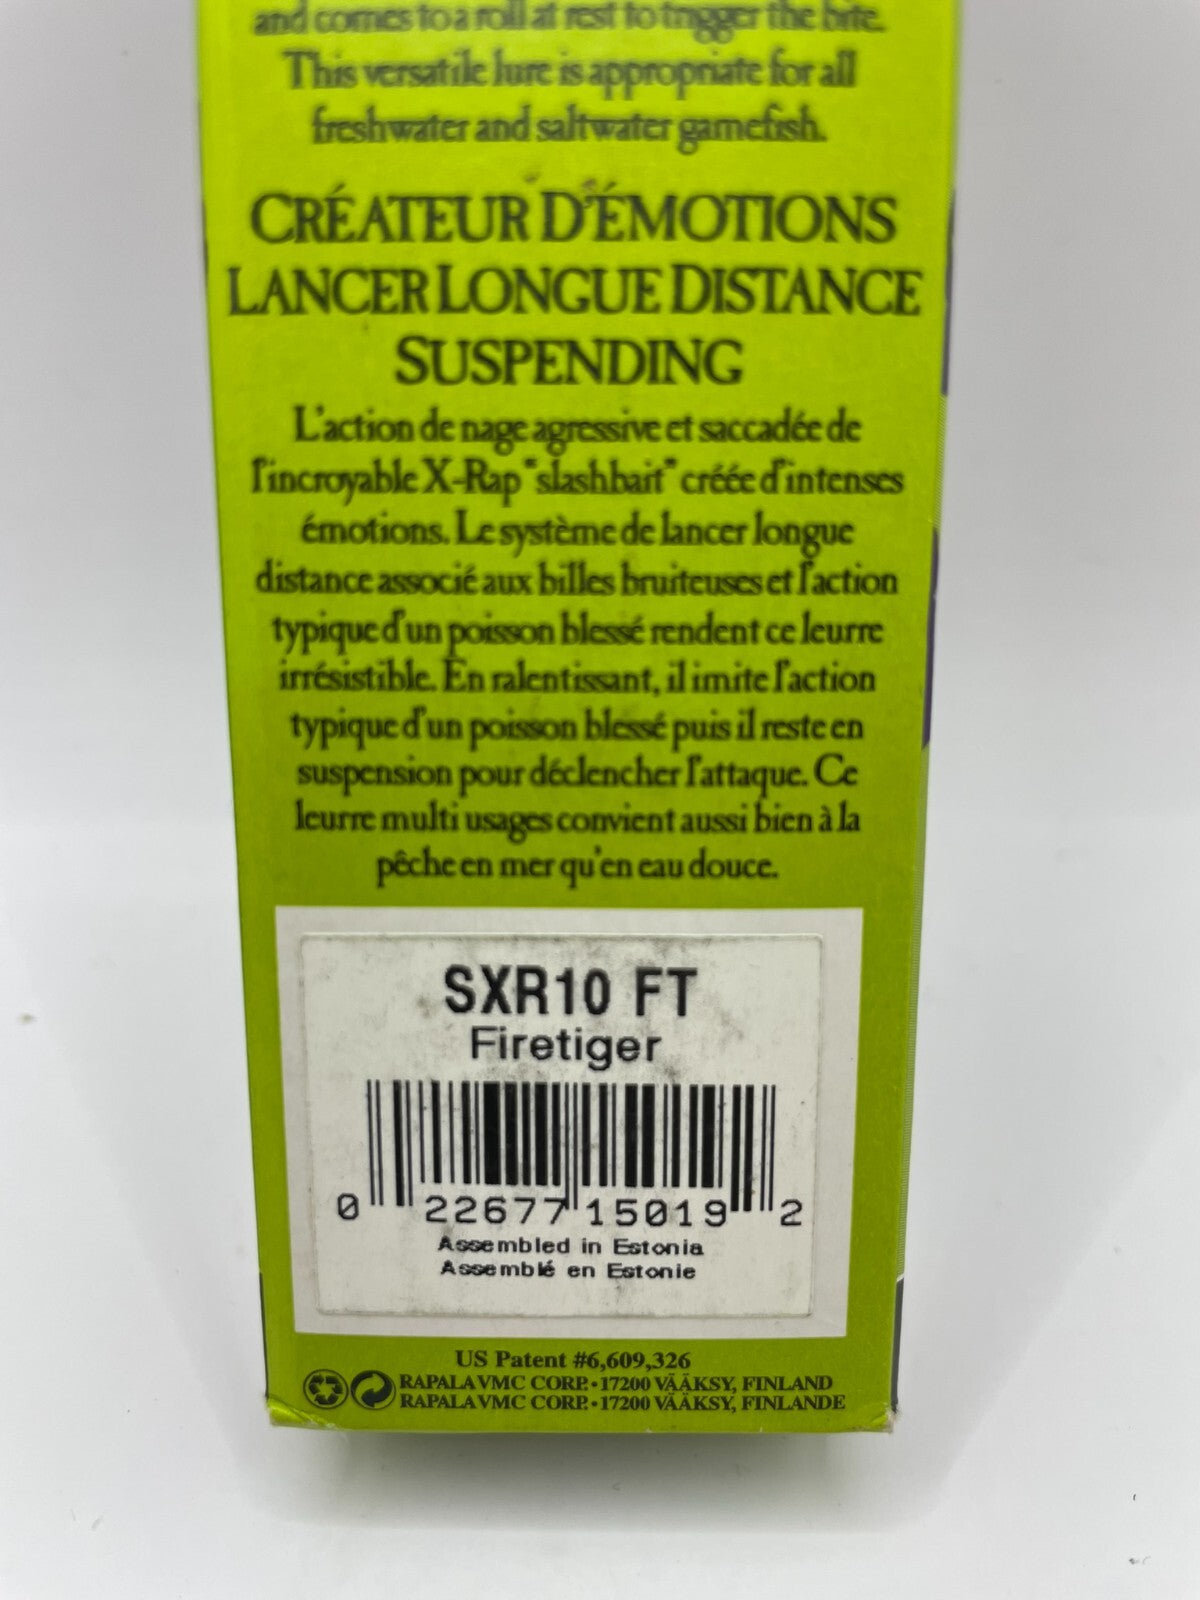 and comes to a roll at rest to trigger the bite.
This versatile lure is appropriate for all
freshwater and saltwater gamefish.
CRÉATEUR D'ÉMOTIONS
LANCER LONGUE DISTANCE
SUSPENDING
L'action de nage agressive et saccadée de
l'incroyable X-Rap "slashbait" créée d'intenses
émotions. Le système de lancer longue
distance associé aux billes bruiteuses et l'action
typique d'un poisson blessé rendent ce leurre
irrésistible. En ralentissant, il imite l'action
typique d'un poisson blessé puis il reste en
suspension pour déclencher l'attaque. Ce
leurre multi usages convient aussi bien à la
pêche en mer qu'en eau douce.
SXR10 FT
Firetiger
0 22677 15019 2
Assembled in Estonia
Assemblé en Estonie
US Patent #6,609,326
RAPALA VMC CORP. • 17200 VÄÄKSY, FINLAND
RAPALA VMC CORP. • 17200 VÄÄKSY, FINLANDE